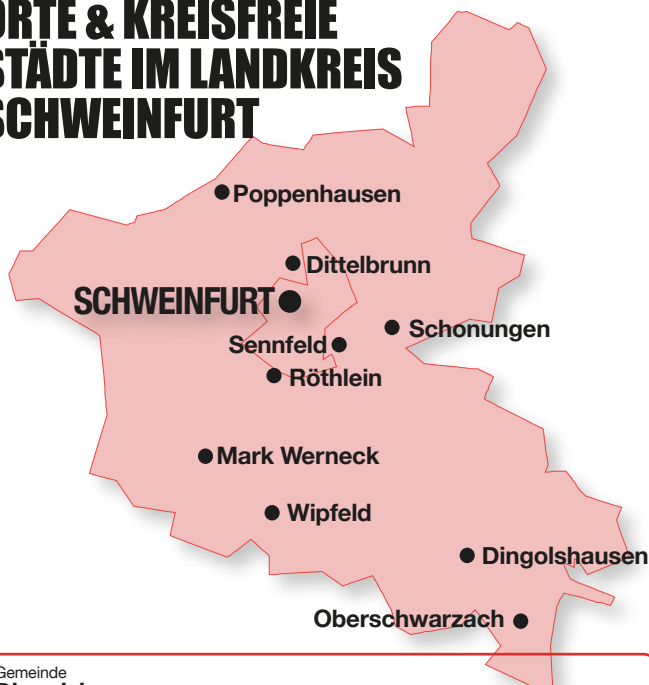 ORTE & KREISFREIE
STÄDTE IM LANDKREIS
SCHWEINFURT
Poppenhausen
Dittelbrunn
SCHWEINFURT
Schonungen
Sennfeld
Röthlein
Mark Werneck
Wipfeld
Dingolshausen
Oberschwarzach
Gemeinde